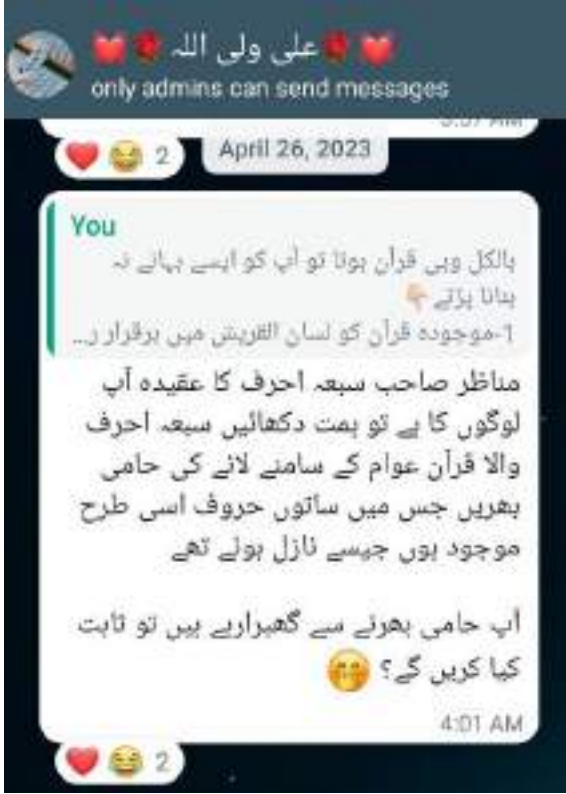 ❤️🌹علی ولی اللہ🌹❤️
only admins can send messages
2
April 26, 2023
You
بالکل وہی قرآن ہوتا تو آپ کو ایسے بہانے نہ
بنانا پڑتے 👇🏻
1-موجودہ قرآن کو لسان القریش میں برقرار ر...
مناظر صاحب سبعہ احرف کا عقیدہ آپ
لوگوں کا ہے تو ہمت دکھائیں سبعہ احرف
والا قرآن عوام کے سامنے لانے کی حامی
بھریں جس میں ساتوں حروف اسی طرح
موجود ہوں جیسے نازل ہوئے تھے
آپ حامی بھرنے سے گھبرارہے ہیں تو ثابت
کیا کریں گے؟ 🤭
4:01 AM
❤️😂 2